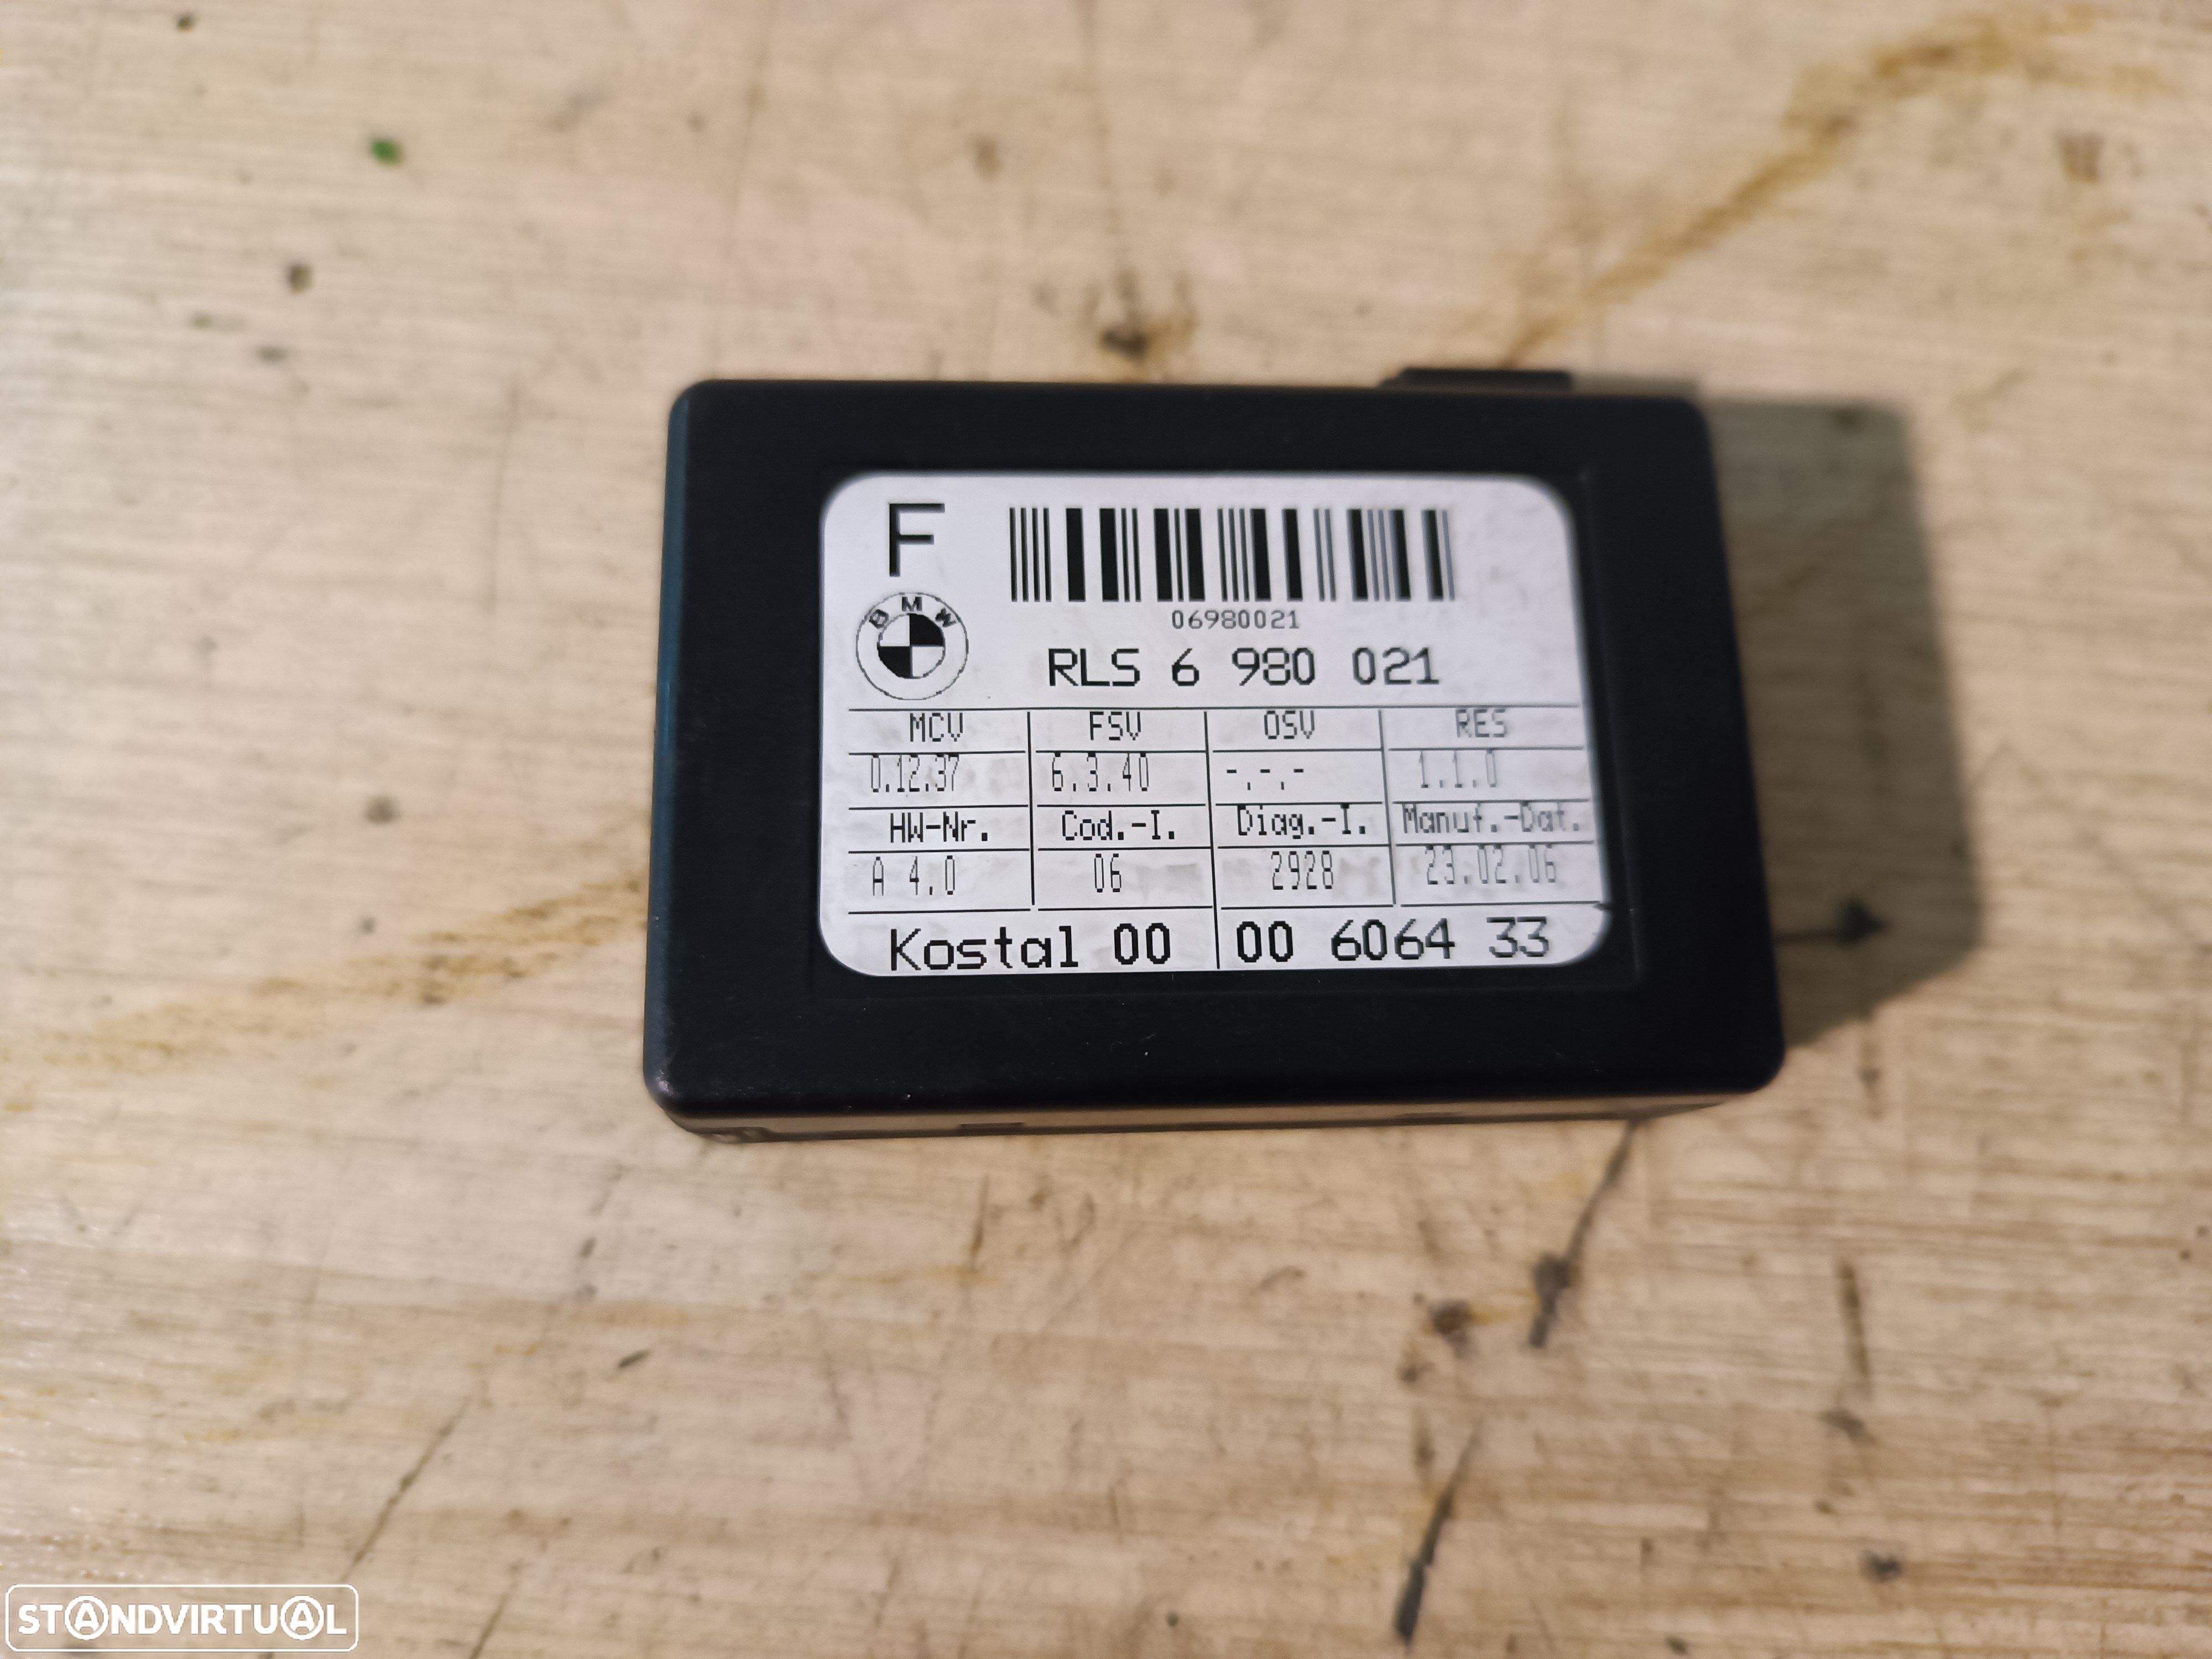 F
BMW
06980021
RLS 6 980 021
MCV FSV OSV RES
0.12.37 6.3.40 -.-.- 1.1.0
HW-Nr. Cod.-I. Diag.-I. Manuf.-Dat.
A 4.0 06 2928 23.02.06
Kostal 00 00 6064 33
STANDVIRTUAL